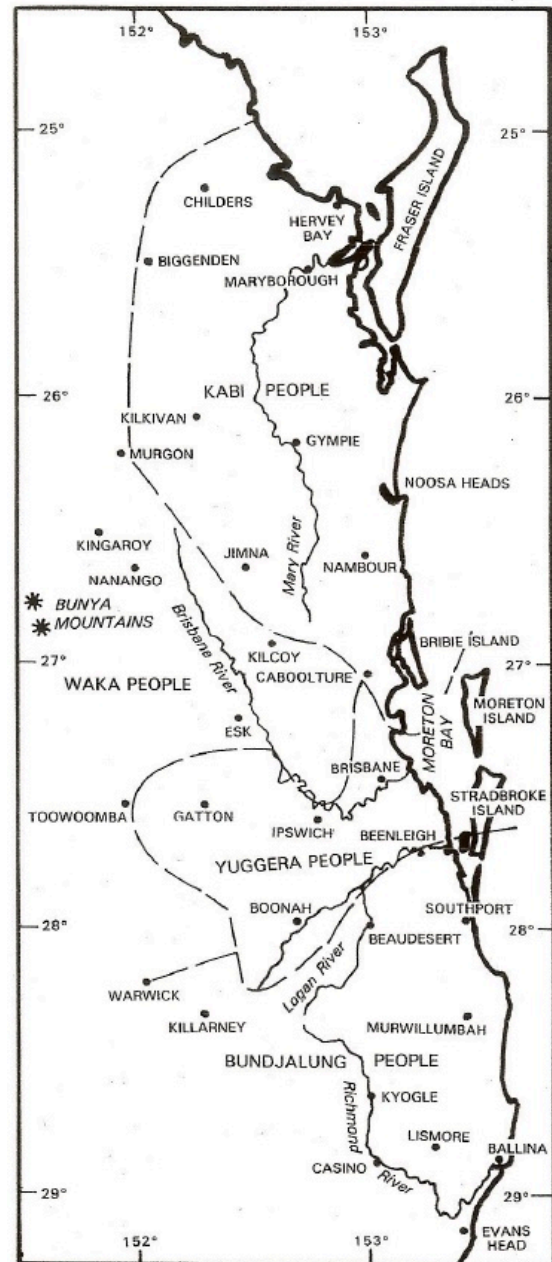 152°
153°
25°
25°
CHILDERS
HERVEY
BAY
FRASER ISLAND
BIGGENDEN
MARYBOROUGH
26°
26°
KABI PEOPLE
KILKIVAN
GYMPIE
MURGON
NOOSA HEADS
KINGAROY
JIMNA
Mary River
NAMBOUR
NANANGO
BUNYA
MOUNTAINS
Brisbane River
BRIBIE ISLAND
KILCOY
27°
27°
CABOOLTURE
WAKA PEOPLE
MORETON
ISLAND
MORETON
BAY
ESK
BRISBANE
STRADBROKE
ISLAND
TOOWOOMBA
GATTON
IPSWICH
BEENLEIGH
YUGGERA PEOPLE
BOONAH
SOUTHPORT
28°
28°
BEAUDESERT
Logan River
WARWICK
KILLARNEY
MURWILLUMBAH
BUNDJALUNG PEOPLE
KYOGLE
Richmond
River
LISMORE
BALLINA
CASINO
29°
29°
EVANS
HEAD
152°
153°